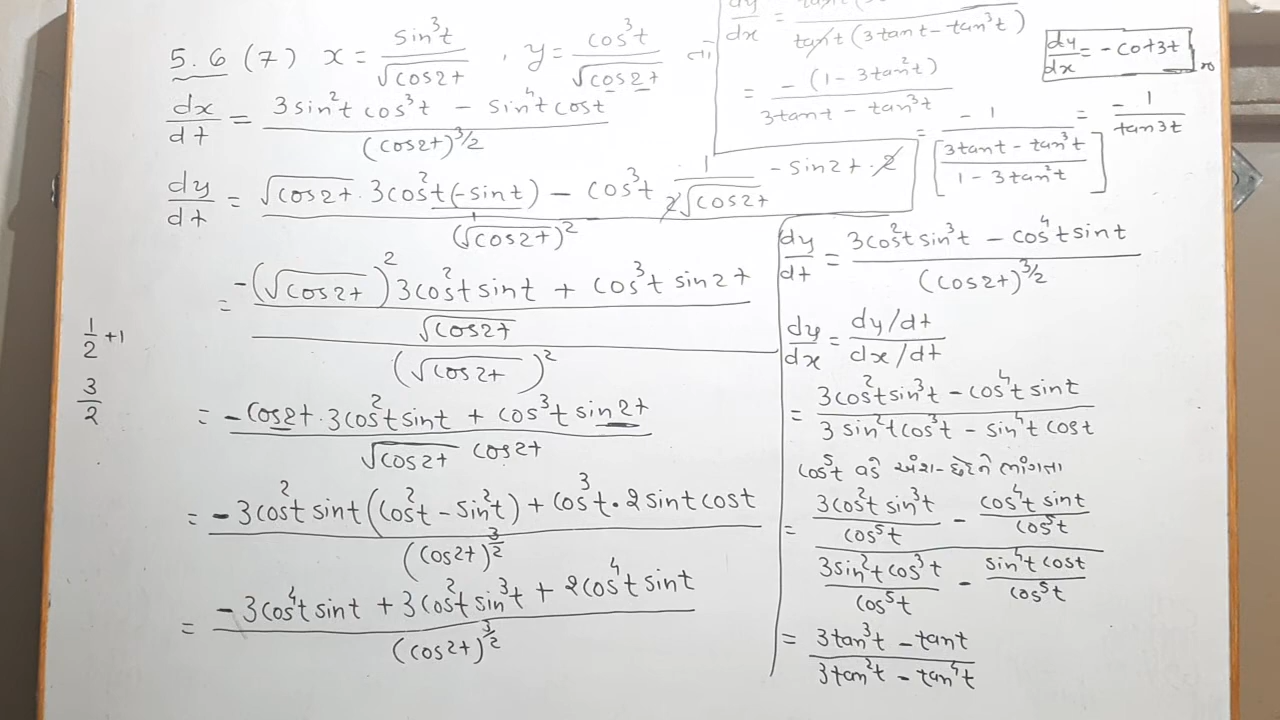 5.6 (7) x = sin³t / √cos2t , y = cos³t / √cos2t તો
dx/dt = (3sin²t cos³t − sin⁴t cost) / (cos2t)^3/2
dy/dt = (√cos2t · 3cos²t(−sint) − cos³t 1/(2√cos2t) − sin2t · 2) / (√cos2t)²
= (−(√cos2t)² 3cos²t sint + cos³t sin2t) / √cos2t / (√cos2t)²
1/2 + 1
3/2
= (−cos2t · 3cos²t sint + cos³t sin2t) / (√cos2t cos2t)
= (−3cos²t sint (cos²t − sin²t) + cos³t · 2sint cost) / (cos2t)^3/2
= (−3cos⁴t sint + 3cos²t sin³t + 2cos⁴t sint) / (cos2t)^3/2
dy/dt = (3cos²t sin³t − cos⁴t sint) / (cos2t)^3/2
dy/dx = (dy/dt) / (dx/dt)
= (3cos²t sin³t − cos⁴t sint) / (3sin²t cos³t − sin⁴t cost)
cos⁵t વડે અંશ-છેદને ભાંગતા
= (3cos²t sin³t / cos⁵t − cos⁴t sint / cos⁵t) / (3sin²t cos³t / cos⁵t − sin⁴t cost / cos⁵t)
= (3tan³t − tant) / (3tan²t − tan⁴t)
dy/dx = / tant (3tant − tan³t)
= −(1 − 3tan²t) / (3tant − tan³t)
= −1 / [(3tant − tan³t) / (1 − 3tan²t)] = −1 / tan3t
dy/dx = −cot3t